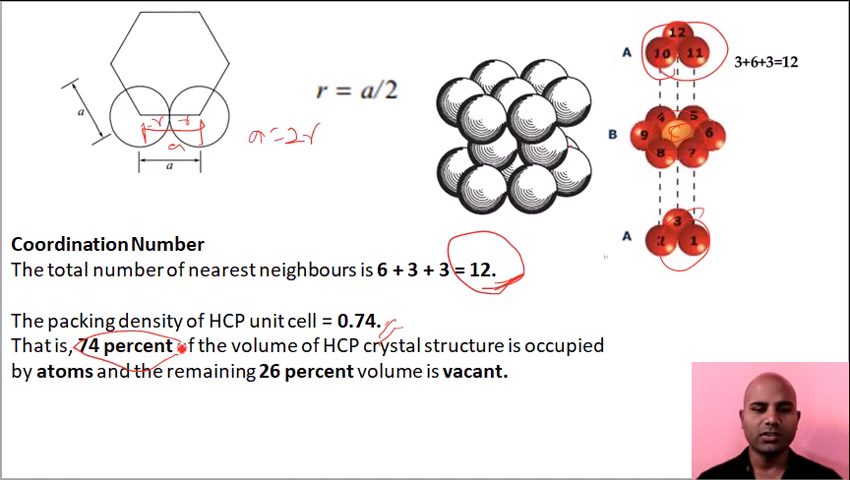 a
r r
a
a
a=2r
r = a/2
A
12
10 11
3+6+3=12
B
4 5
9 6
8 7
A
3
2 1
Coordination Number
The total number of nearest neighbours is 6 + 3 + 3 = 12.
The packing density of HCP unit cell = 0.74.
That is, 74 percent of the volume of HCP crystal structure is occupied
by atoms and the remaining 26 percent volume is vacant.